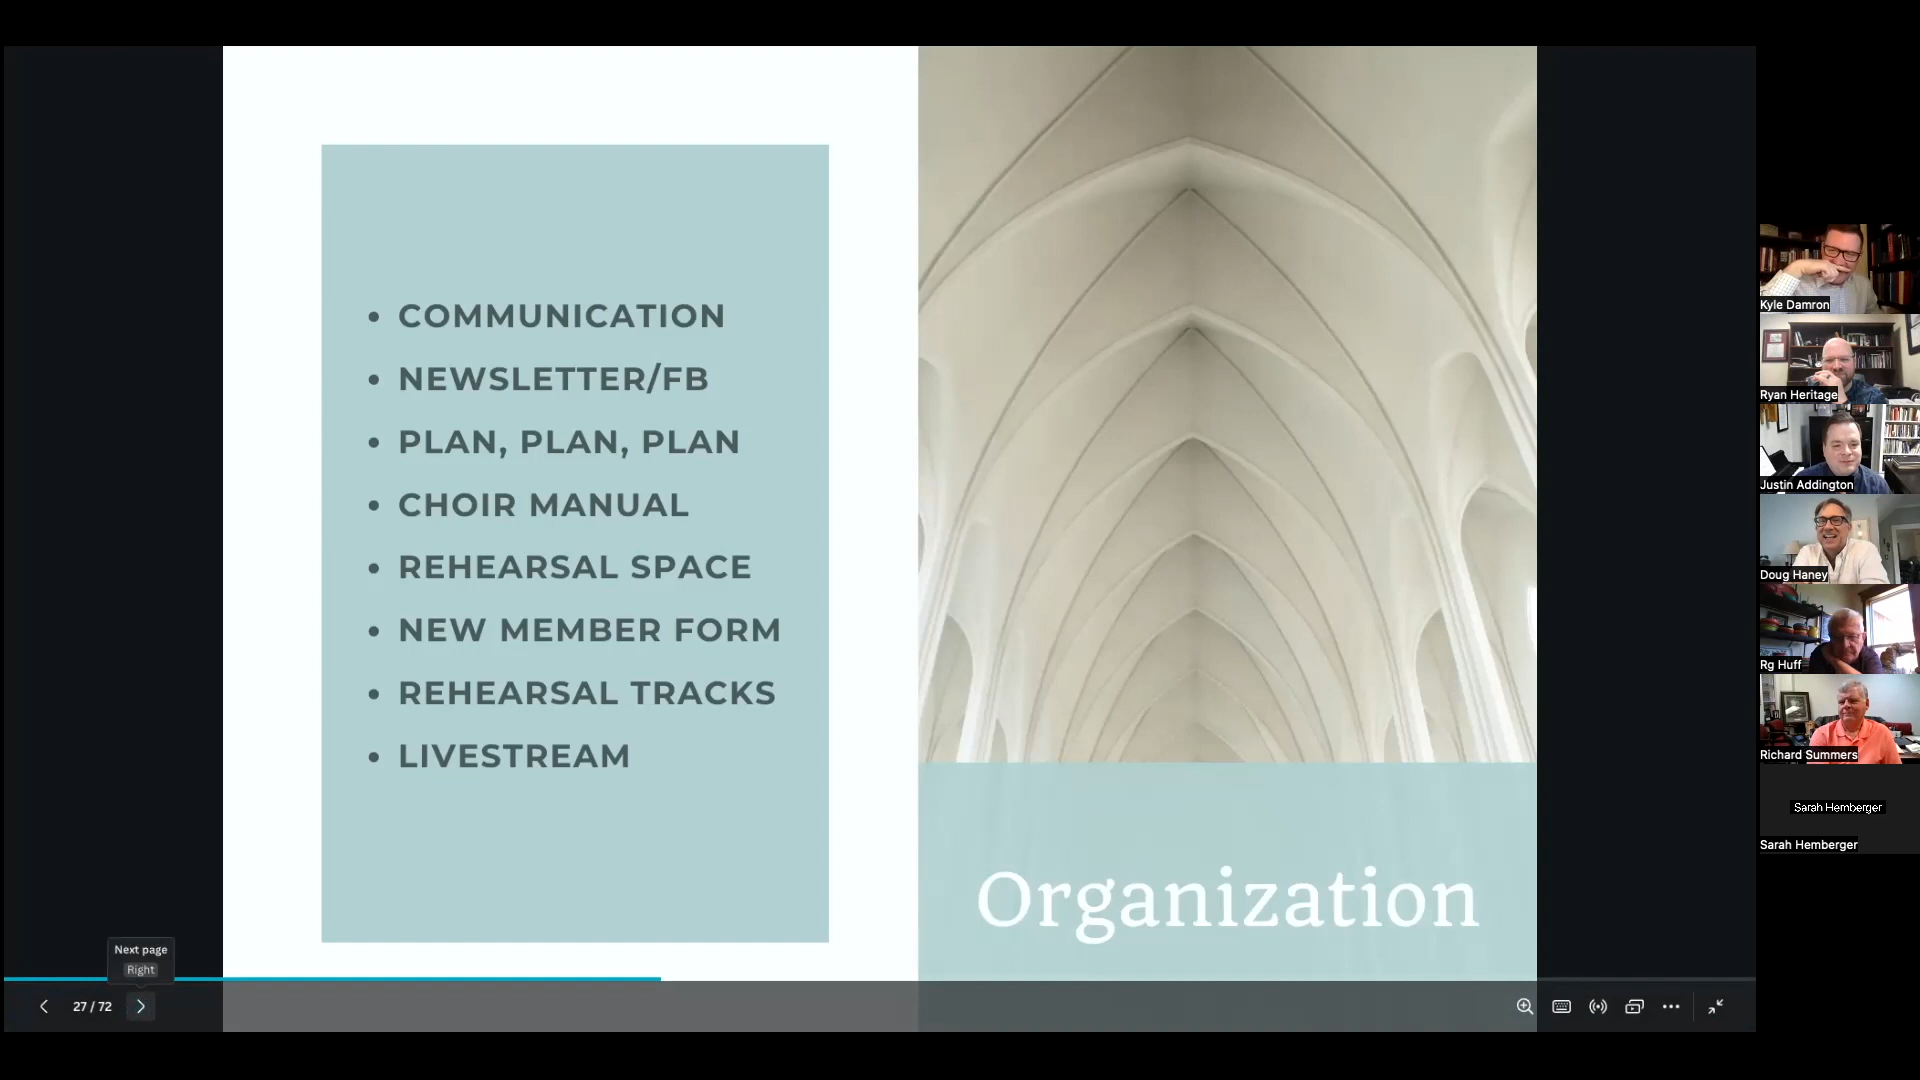 • COMMUNICATION
• NEWSLETTER/FB
• PLAN, PLAN, PLAN
• CHOIR MANUAL
• REHEARSAL SPACE
• NEW MEMBER FORM
• REHEARSAL TRACKS
• LIVESTREAM
Organization
Next page
Right
27 / 72
Kyle Damron
Ryan Heritage
Justin Addington
Doug Haney
Rg Huff
Richard Summers
Sarah Hemberger
Sarah Hemberger